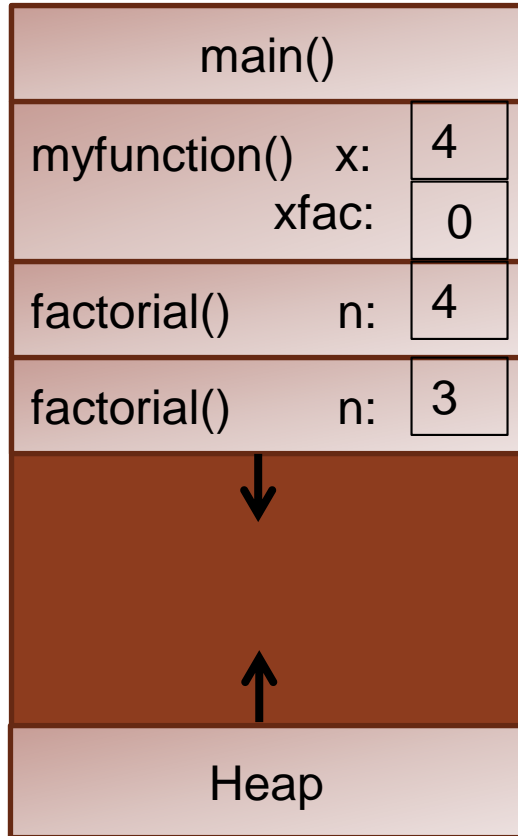 main()
myfunction() x: 4
xfac: 0
factorial() n: 4
factorial() n: 3
Heap